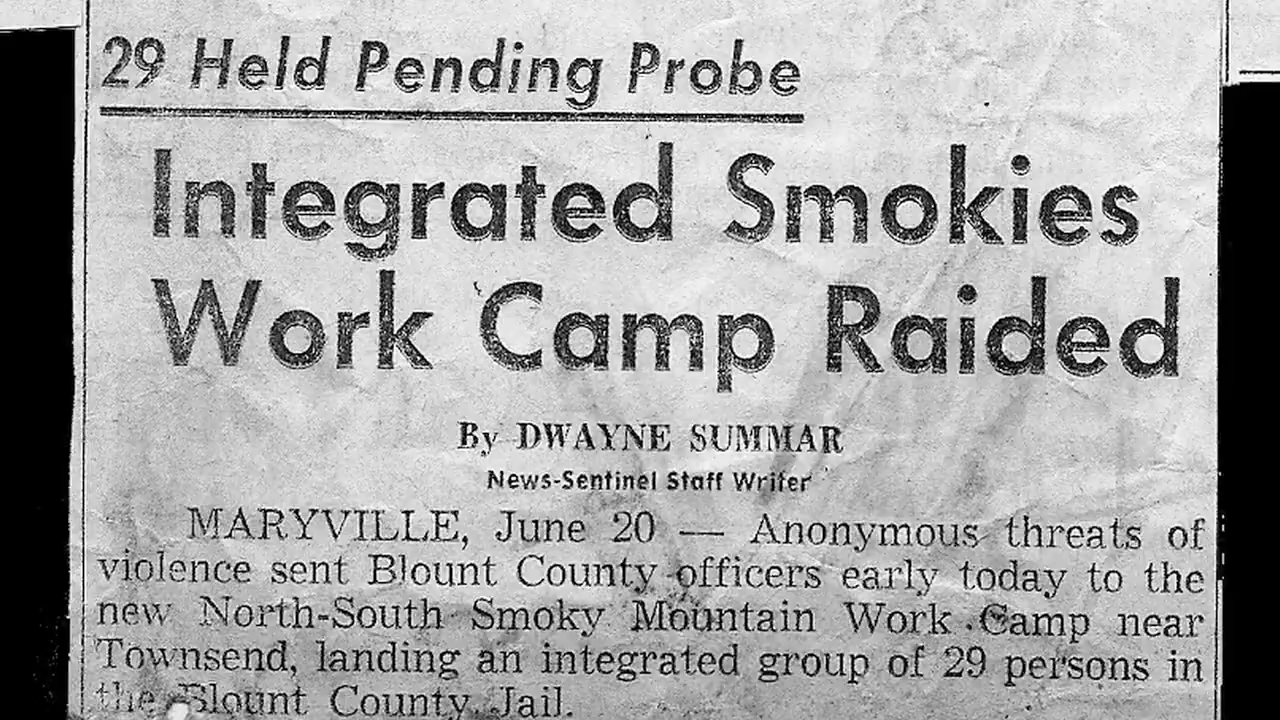 29 Held Pending Probe
Integrated Smokies
Work Camp Raided
By DWAYNE SUMMAR
News-Sentinel Staff Writer
MARYVILLE, June 20 — Anonymous threats of
violence sent Blount County officers early today to the
new North-South Smoky Mountain Work Camp near
Townsend, landing an integrated group of 29 persons in
the Blount County Jail.